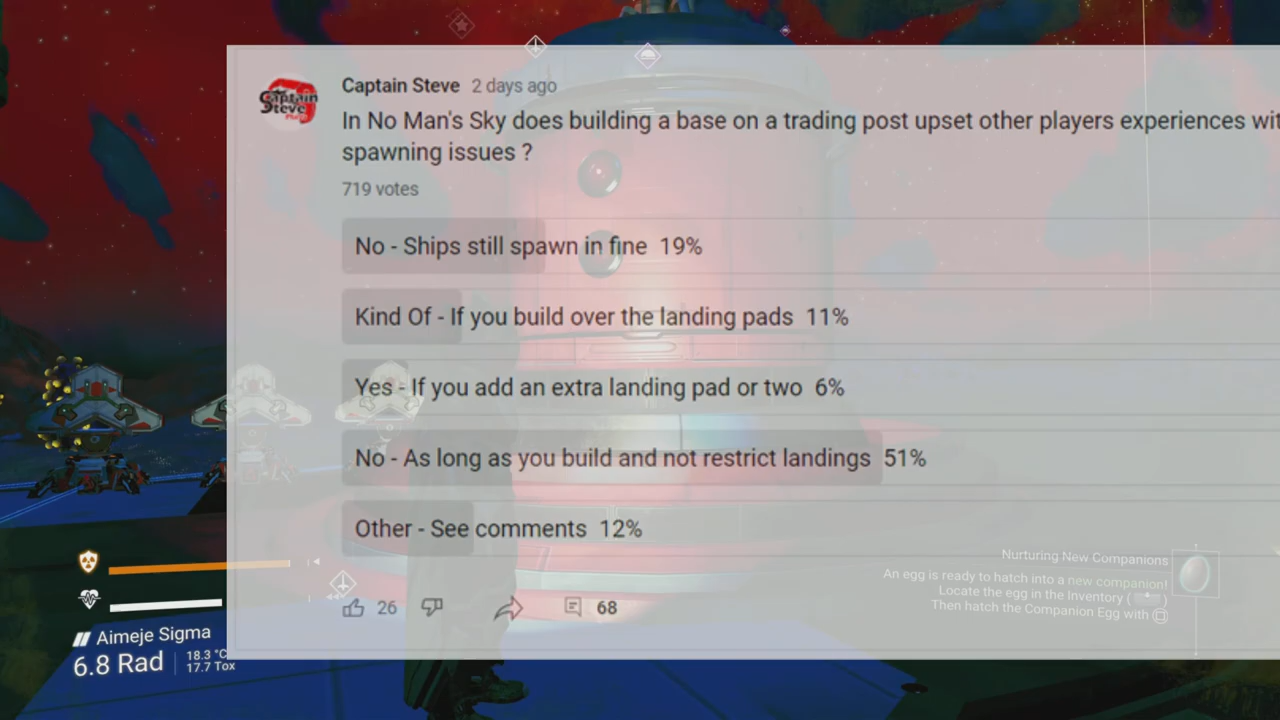 Captain Steve 2 days ago
Captain
Steve
In No Man's Sky does building a base on a trading post upset other players experiences
spawning issues ?
719 votes
No - Ships still spawn in fine 19%
Kind Of - If you build over the landing pads 11%
Yes - If you add an extra landing pad or two 6%
No - As long as you build and not restrict landings 51%
Other - See comments 12%
26 68
Nurturing New Companions
An egg is ready to hatch into a new companion!
Locate the egg in the Inventory ( )
Then hatch the Companion Egg with
Aimeje Sigma
6.8 Rad
18.3 °C
17.7 Tox